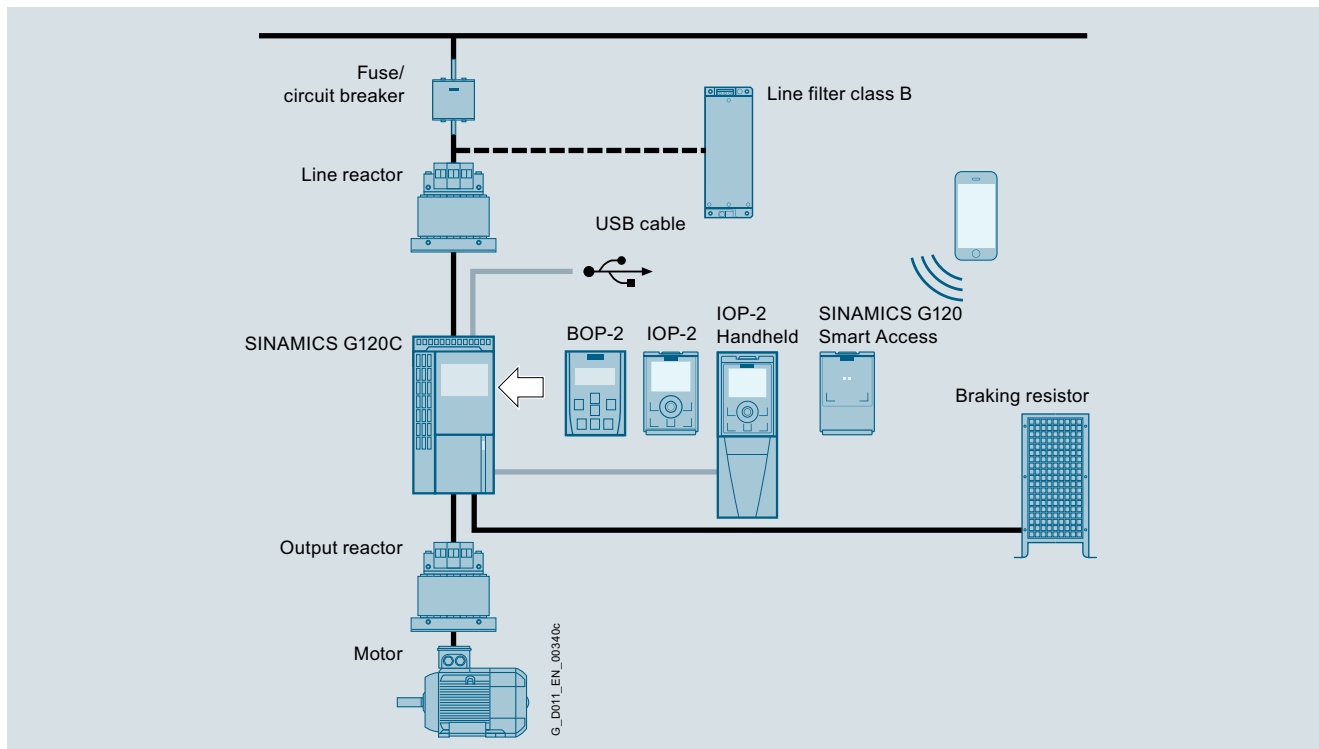 Fuse/
circuit breaker
Line filter class B
Line reactor
USB cable
SINAMICS G120C
BOP-2
IOP-2
IOP-2
Handheld
SINAMICS G120
Smart Access
Braking resistor
Output reactor
Motor
G_D011_EN_00340c